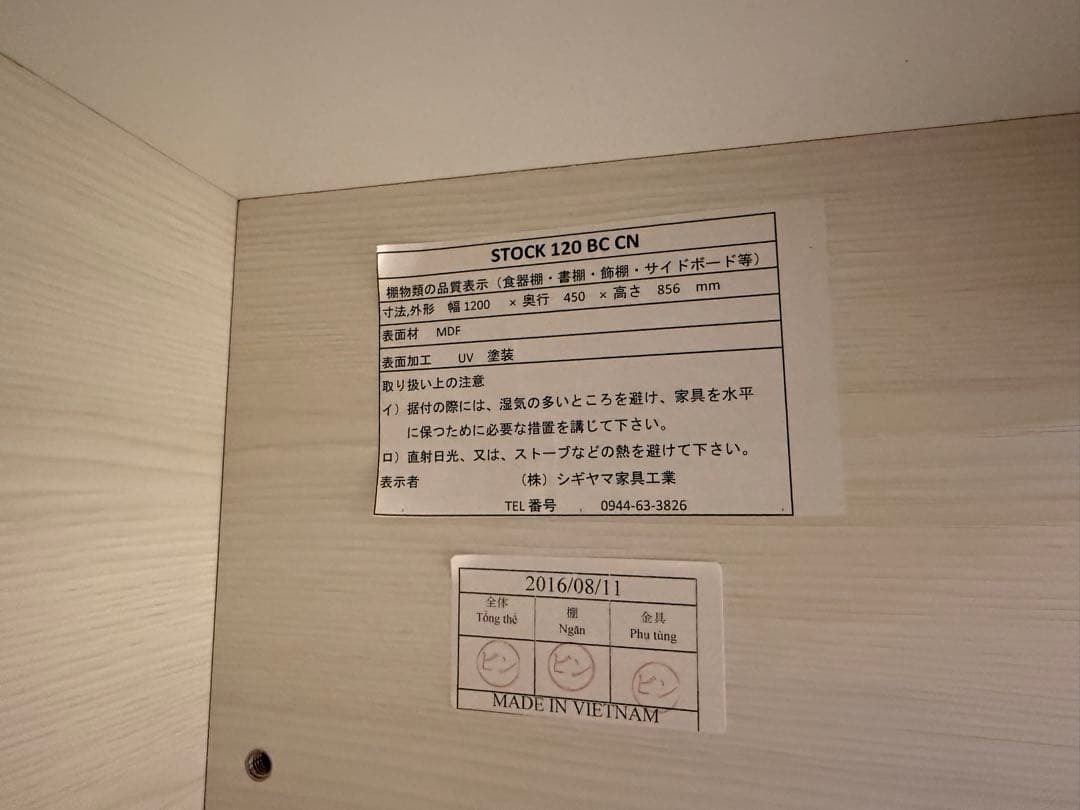 STOCK 120 BC CN
棚物類の品質表示（食器棚・書棚・飾棚・サイドボード等）
寸法,外形 幅 1200 × 奥行 450 × 高さ 856 mm
表面材 MDF
表面加工 UV 塗装
取り扱い上の注意
イ）据付の際には、湿気の多いところを避け、家具を水平
に保つために必要な措置を講じて下さい。
ロ）直射日光、又は、ストーブなどの熱を避けて下さい。
表示者 （株）シギヤマ家具工業
TEL 番号 0944-63-3826
2016/08/11
全体 棚 金具
Tổng thể Ngăn Phụ tùng
ビン ビン ビン
MADE IN VIETNAM